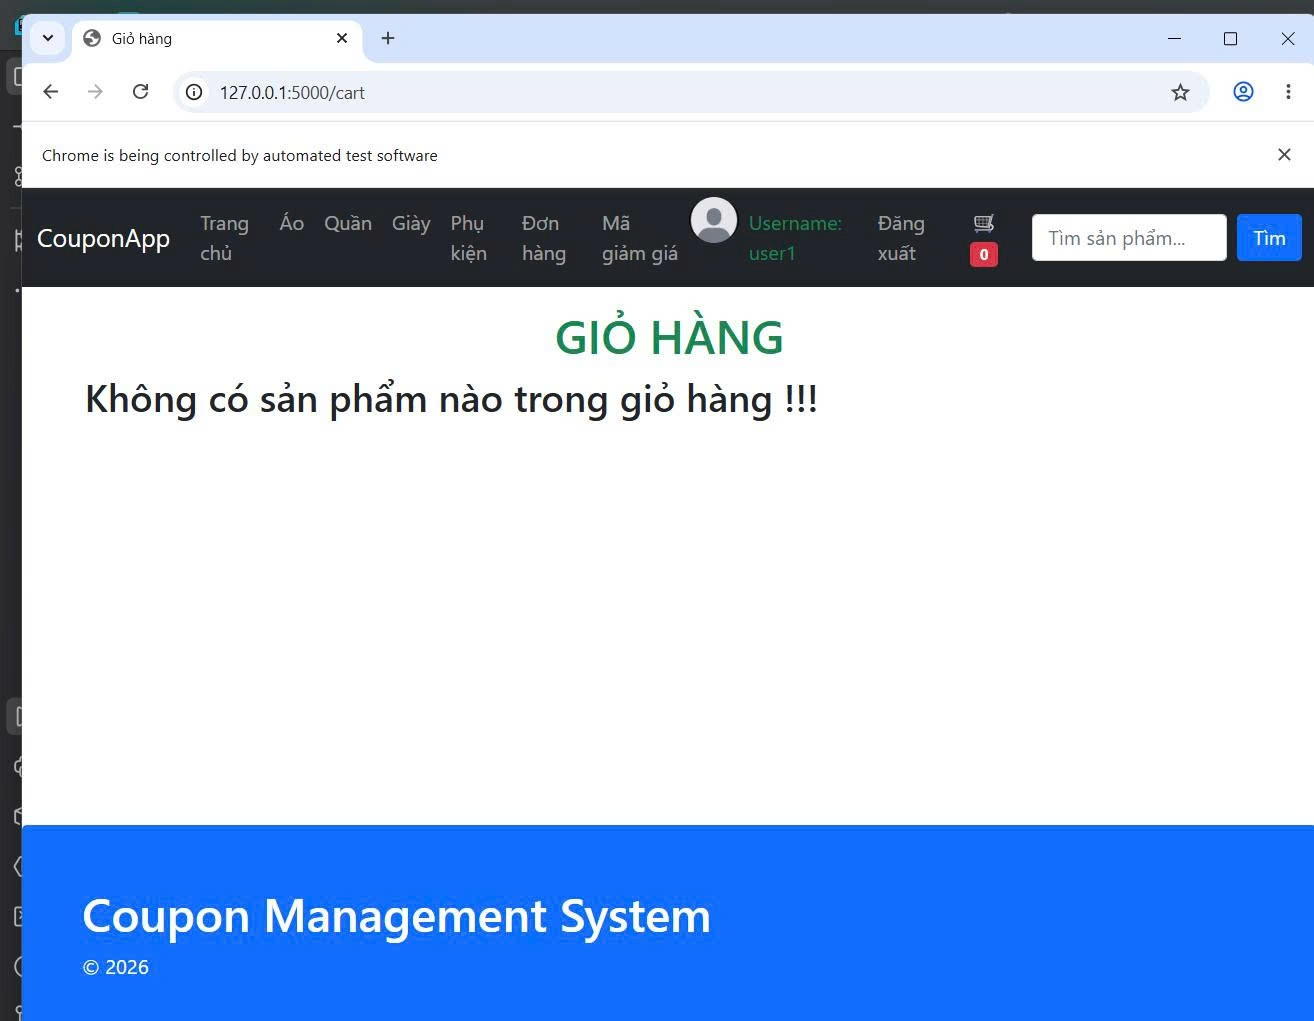 Giỏ hàng
127.0.0.1:5000/cart
Chrome is being controlled by automated test software
CouponApp
Trang chủ
Áo
Quần
Giày
Phụ kiện
Đơn hàng
Mã giảm giá
Username: user1
Đăng xuất
0
Tìm sản phẩm...
Tìm
GIỎ HÀNG
Không có sản phẩm nào trong giỏ hàng !!!
Coupon Management System
© 2026